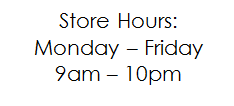 Store Hours:
Monday – Friday
9am – 10pm